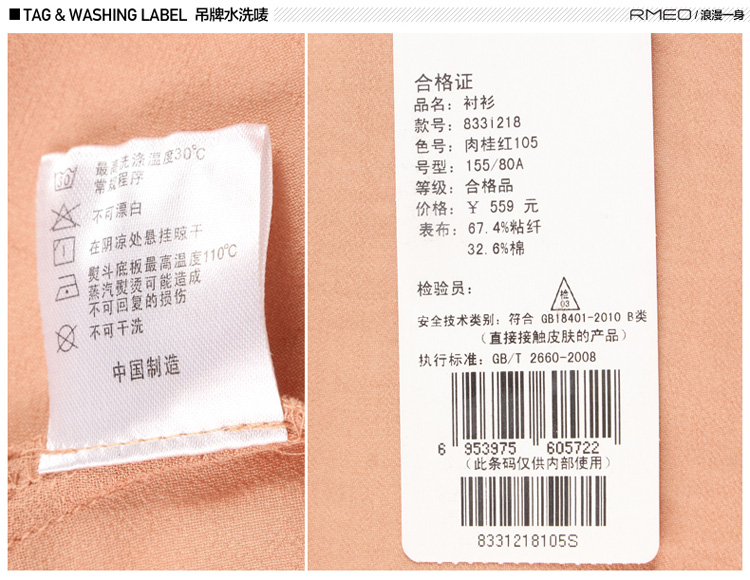 ■TAG & WASHING LABEL 吊牌水洗唛
RMEO/浪漫一身
30
最高洗涤温度30℃
常规程序
不可漂白
在阴凉处悬挂晾干
熨斗底板最高温度110℃
蒸汽熨烫可能造成
不可回复的损伤
不可干洗
中国制造
合格证
品名：衬衫
款号：8331218
色号：肉桂红105
号型：155/80A
等级：合格品
价格：￥ 559 元
表布：67.4%粘纤
32.6%棉
检验员：
检
03
安全技术类别：符合 GB18401-2010 B类
（直接接触皮肤的产品）
执行标准：GB/T 2660-2008
6 953975 605722
（此条码仅供内部使用）
8331218105S